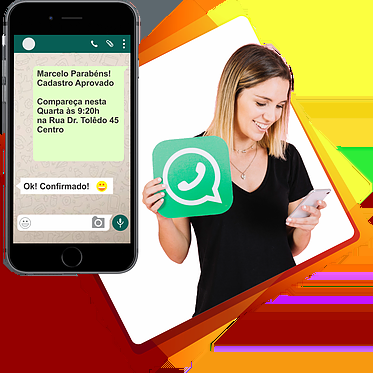 Marcelo Parabéns!
Cadastro Aprovado
Compareça nesta
Quarta às 9:20h
na Rua Dr. Tolêdo 45
Centro
Ok! Confirmado!